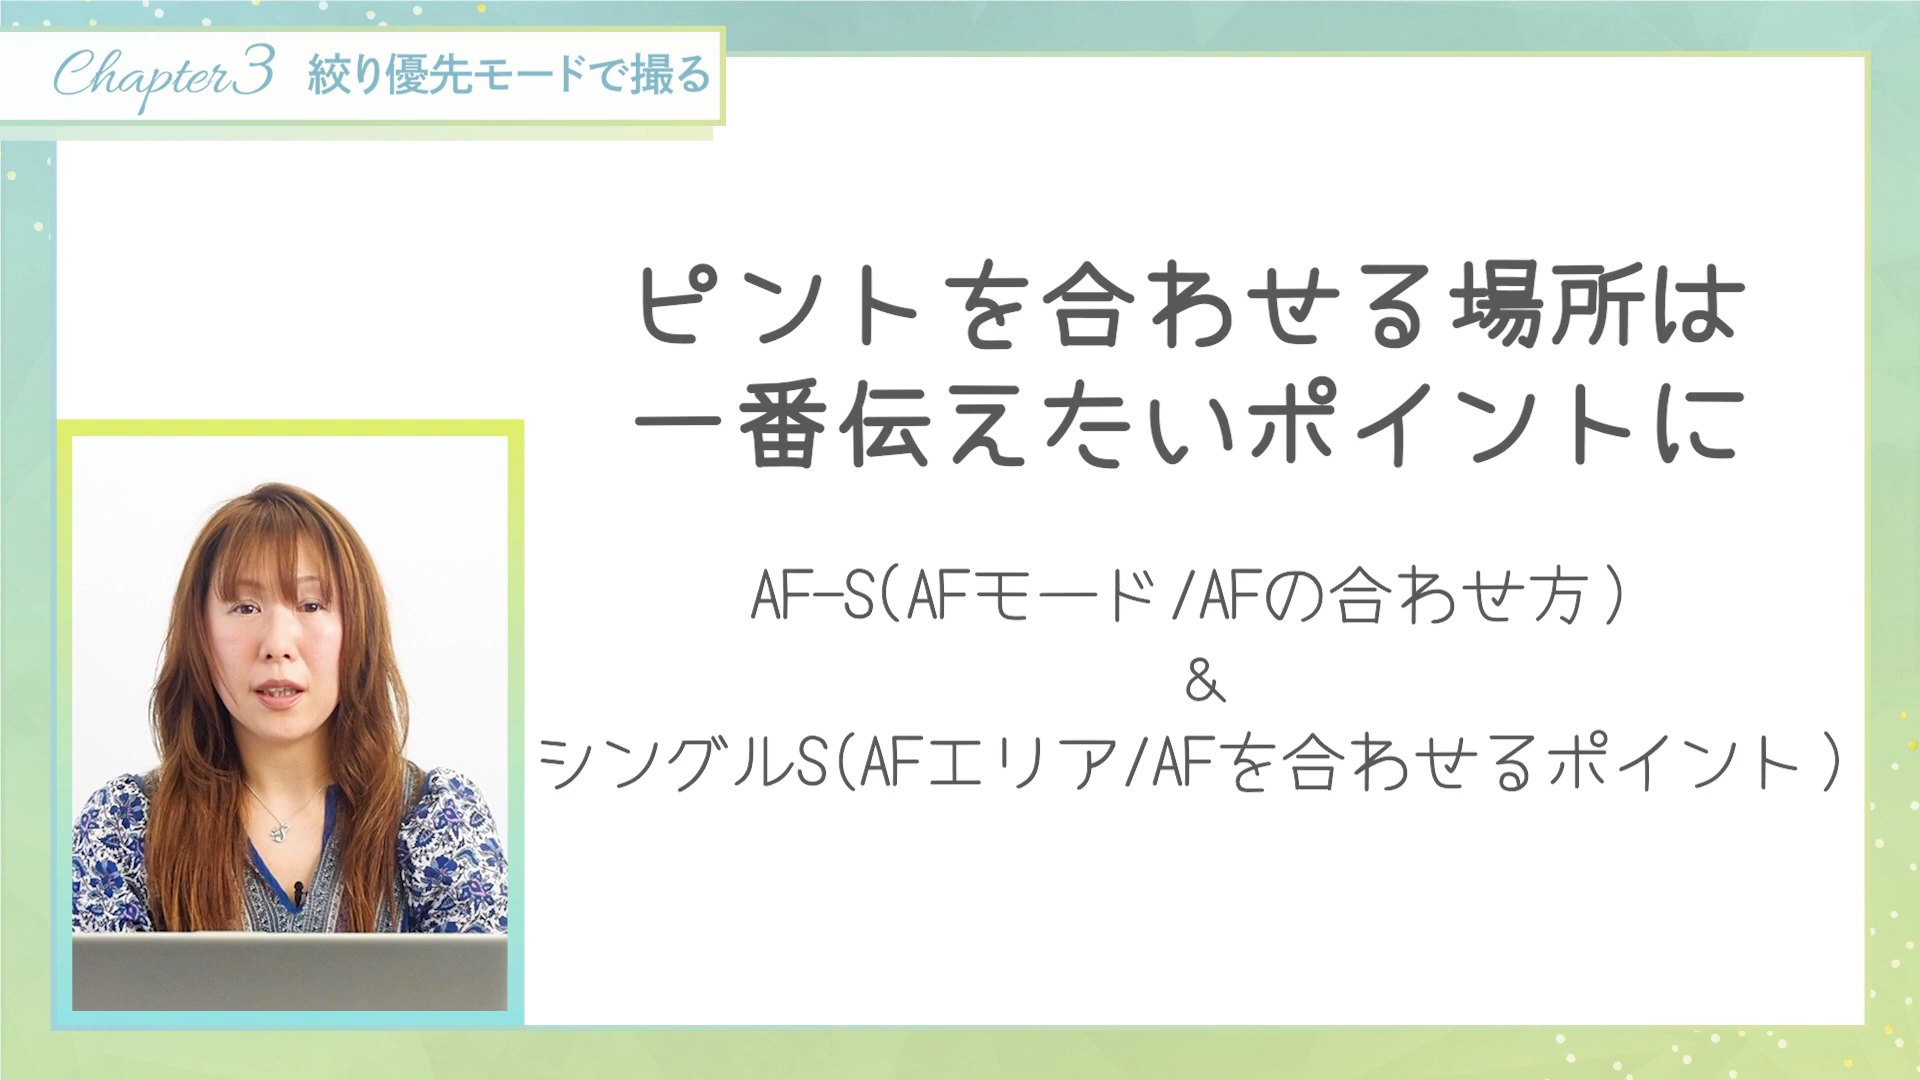 Chapter3 絞り優先モードで撮る
ピントを合わせる場所は
一番伝えたいポイントに
AF-S(AFモード/AFの合わせ方)
&
シングルS(AFエリア/AFを合わせるポイント)